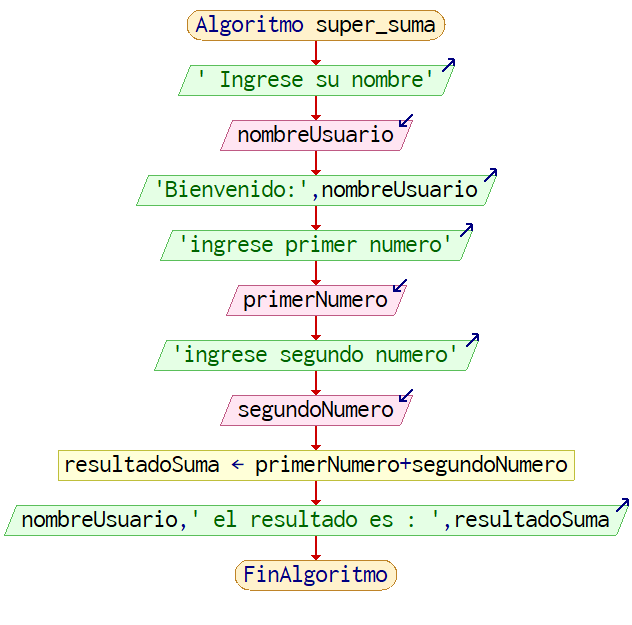 Algoritmo super_suma
' Ingrese su nombre'
nombreUsuario
'Bienvenido:',nombreUsuario
'ingrese primer numero'
primerNumero
'ingrese segundo numero'
segundoNumero
resultadoSuma ← primerNumero+segundoNumero
nombreUsuario,' el resultado es : ',resultadoSuma
FinAlgoritmo